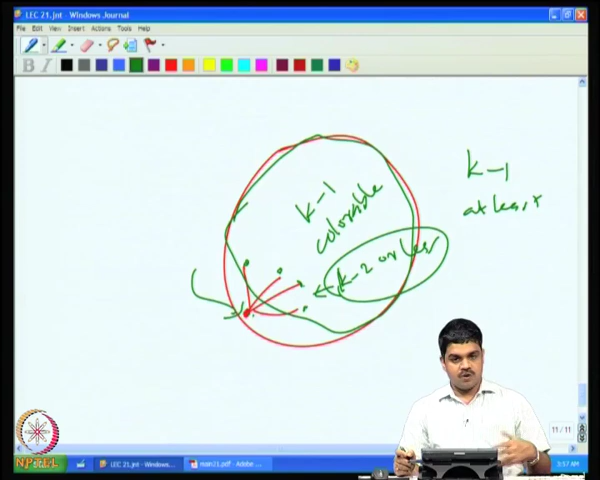 LEC 21.jnt - Windows Journal
File Edit View Insert Actions Tools Help
B I
k-1
colorable
k-2 or less
k-1
at least
11 / 11
NPTEL
LEC 21.jnt - Windows...
main21.pdf - Adobe ...
3:57 AM